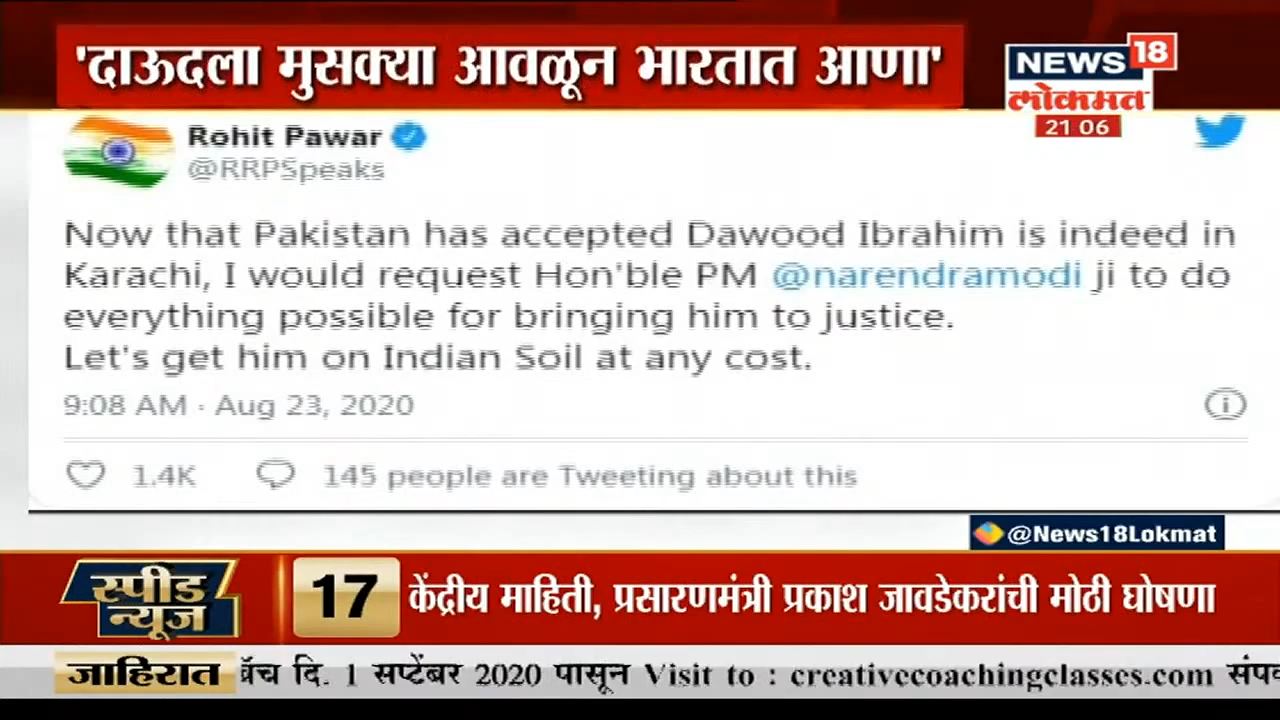 'दाऊदला मुसक्या आवळून भारतात आणा'
NEWS 18
लोकमत
21 06
Rohit Pawar
@RRPSpeaks
Now that Pakistan has accepted Dawood Ibrahim is indeed in
Karachi, I would request Hon'ble PM @narendramodi ji to do
everything possible for bringing him to justice.
Let's get him on Indian Soil at any cost.
9:08 AM · Aug 23, 2020
1.4K 145 people are Tweeting about this
@News18Lokmat
स्पीड
न्यूज
17 केंद्रीय माहिती, प्रसारणमंत्री प्रकाश जावडेकरांची मोठी घोषणा
जाहिरात बॅच दि. 1 सप्टेंबर 2020 पासून Visit to : creativecoachingclasses.com